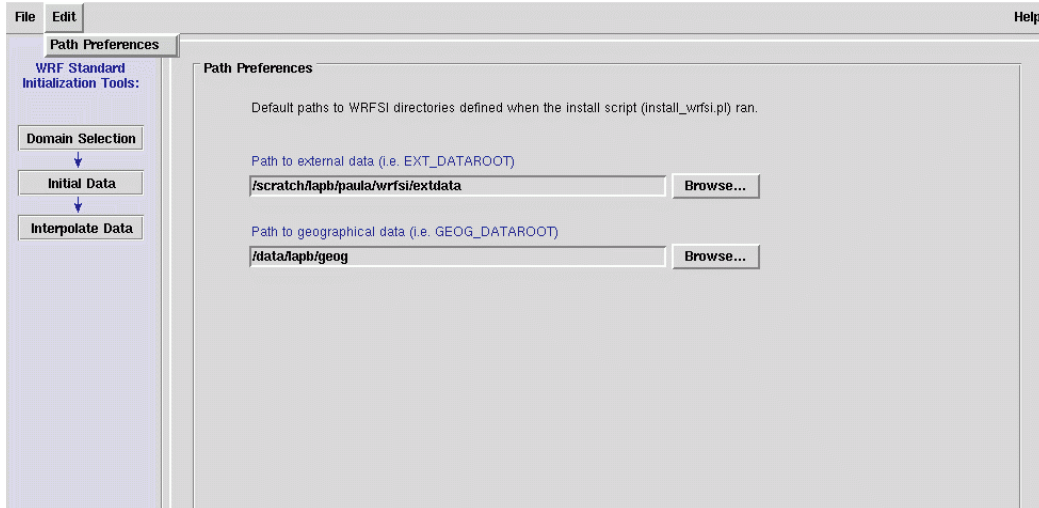 File Edit Help
Path Preferences
WRF Standard
Initialization Tools:
Domain Selection
Initial Data
Interpolate Data
Path Preferences
Default paths to WRFSI directories defined when the install script (install_wrfsi.pl) ran.
Path to external data (i.e. EXT_DATAROOT)
/scratch/lapb/paula/wrfsi/extdata Browse...
Path to geographical data (i.e. GEOG_DATAROOT)
/data/lapb/geog Browse...